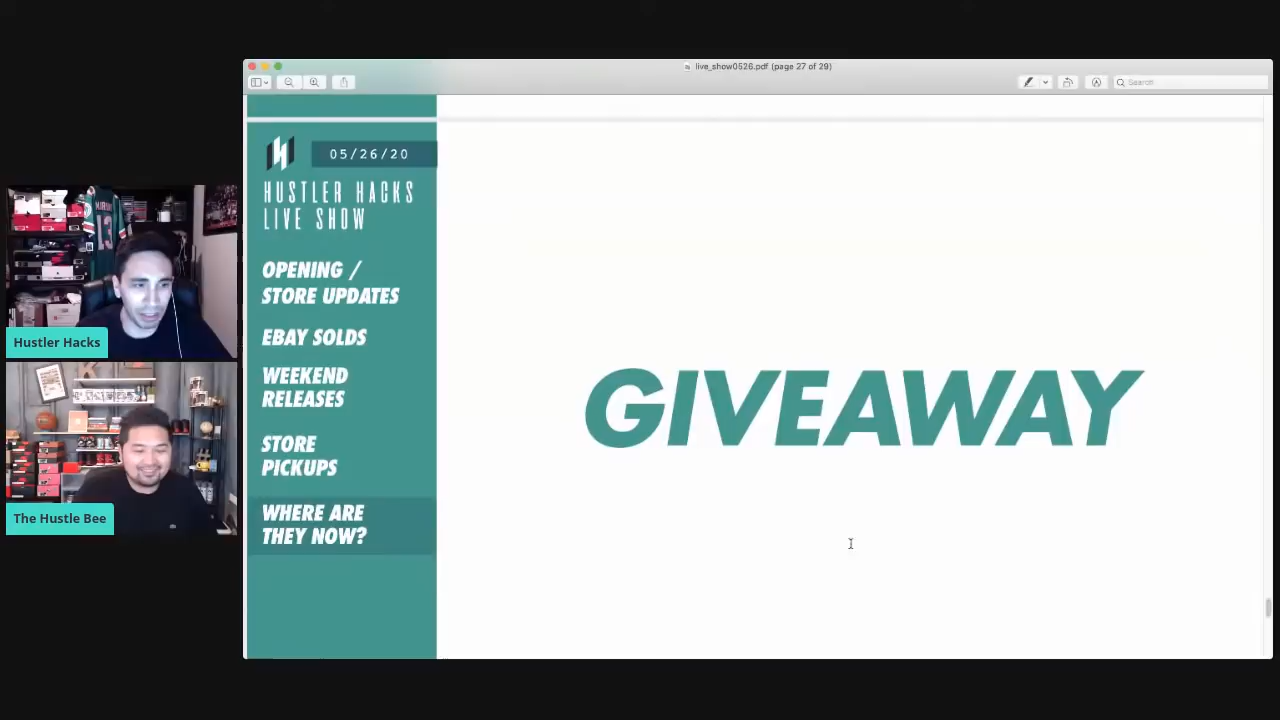 live_show0526.pdf (page 27 of 29)
Search
05/26/20
HUSTLER HACKS
LIVE SHOW
OPENING /
STORE UPDATES
EBAY SOLDS
WEEKEND
RELEASES
STORE
PICKUPS
WHERE ARE
THEY NOW?
GIVEAWAY
Hustler Hacks
The Hustle Bee